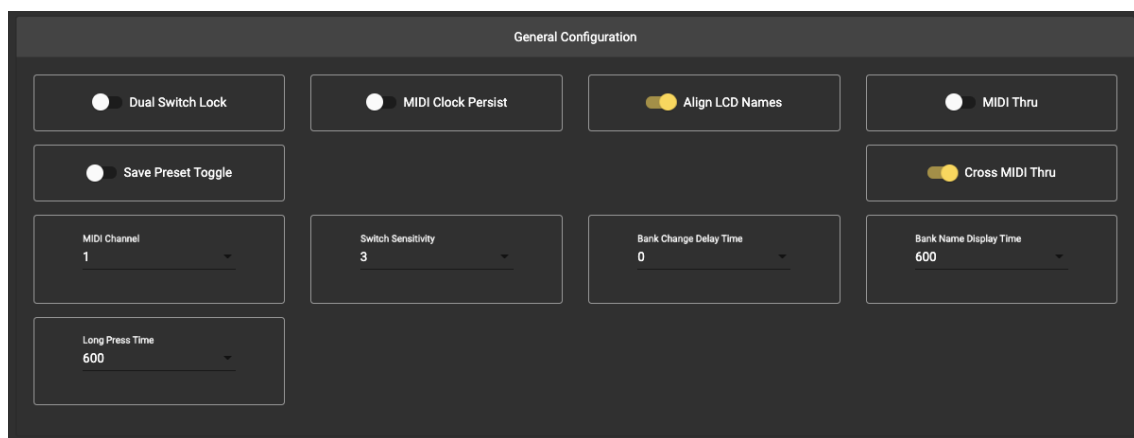 General Configuration
Dual Switch Lock
MIDI Clock Persist
Align LCD Names
MIDI Thru
Save Preset Toggle
Cross MIDI Thru
MIDI Channel
1
Switch Sensitivity
3
Bank Change Delay Time
0
Bank Name Display Time
600
Long Press Time
600